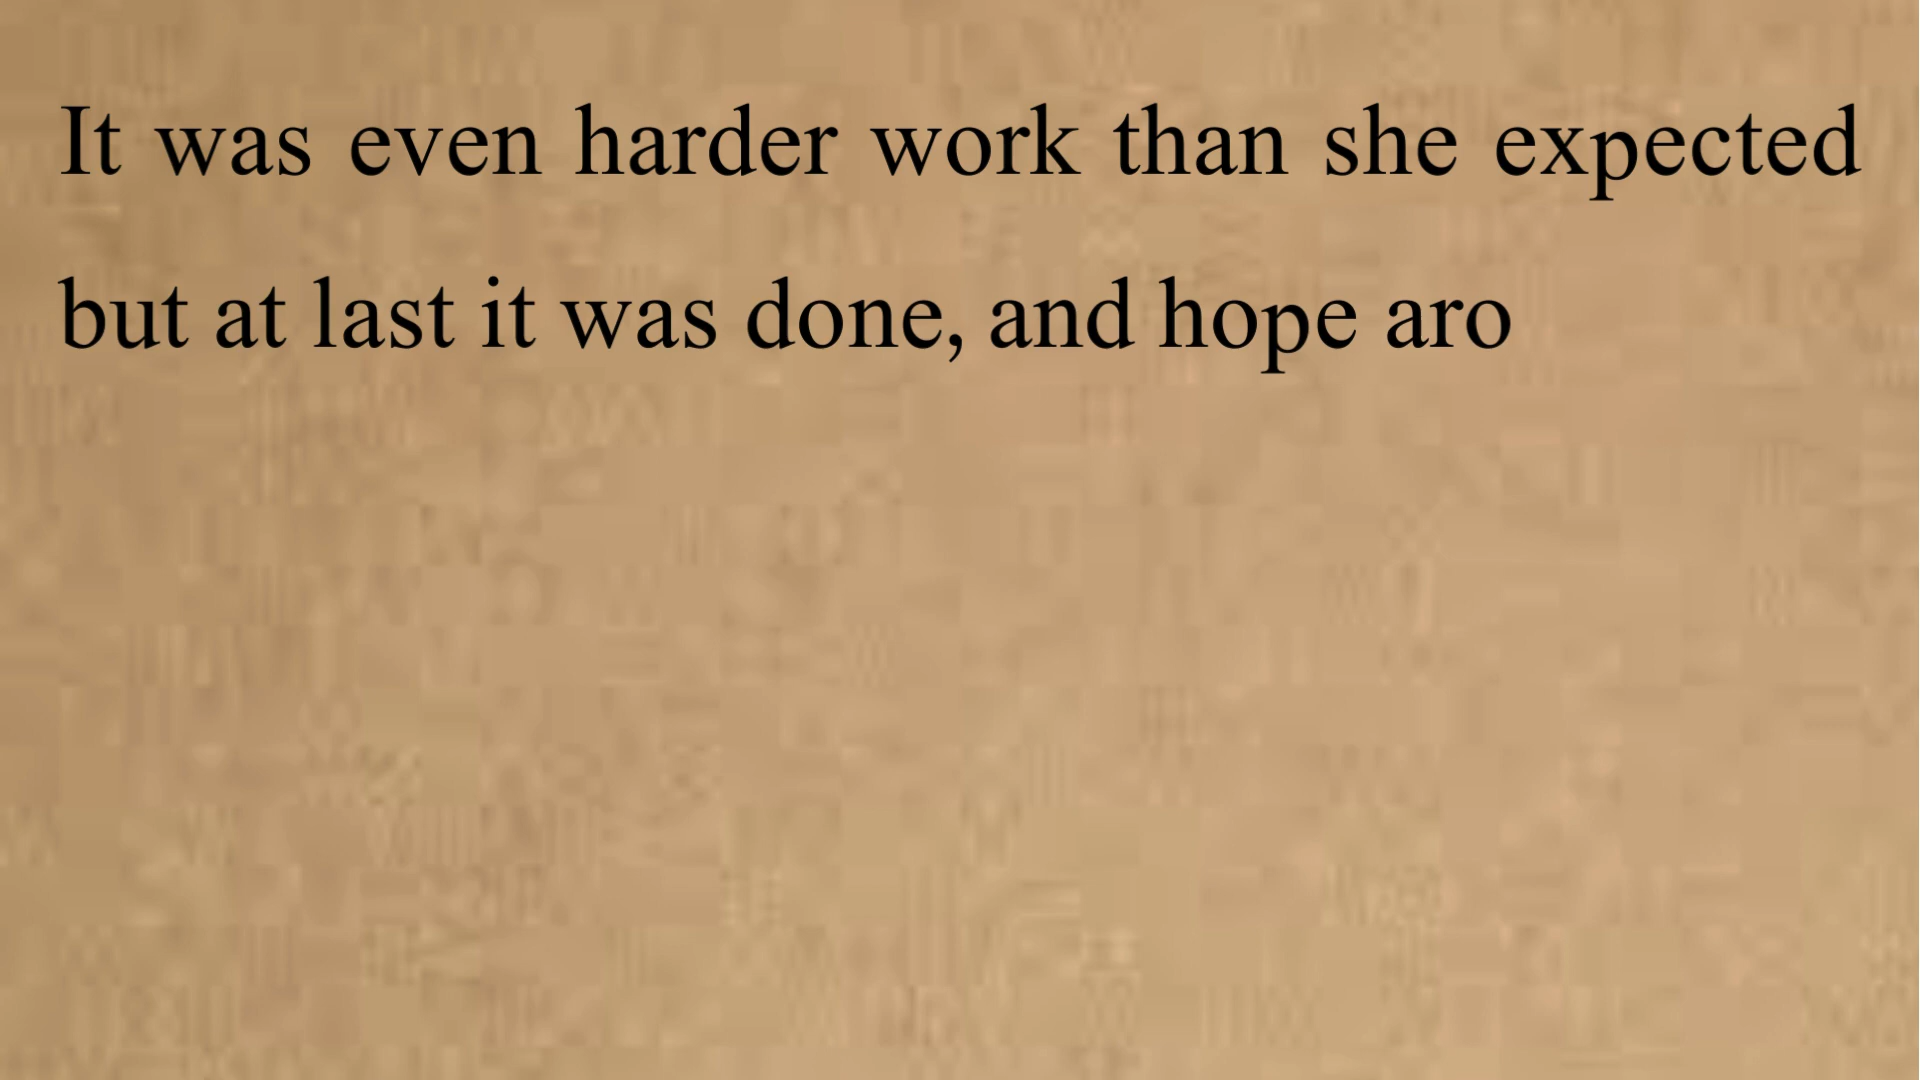 It was even harder work than she expected
but at last it was done, and hope aro